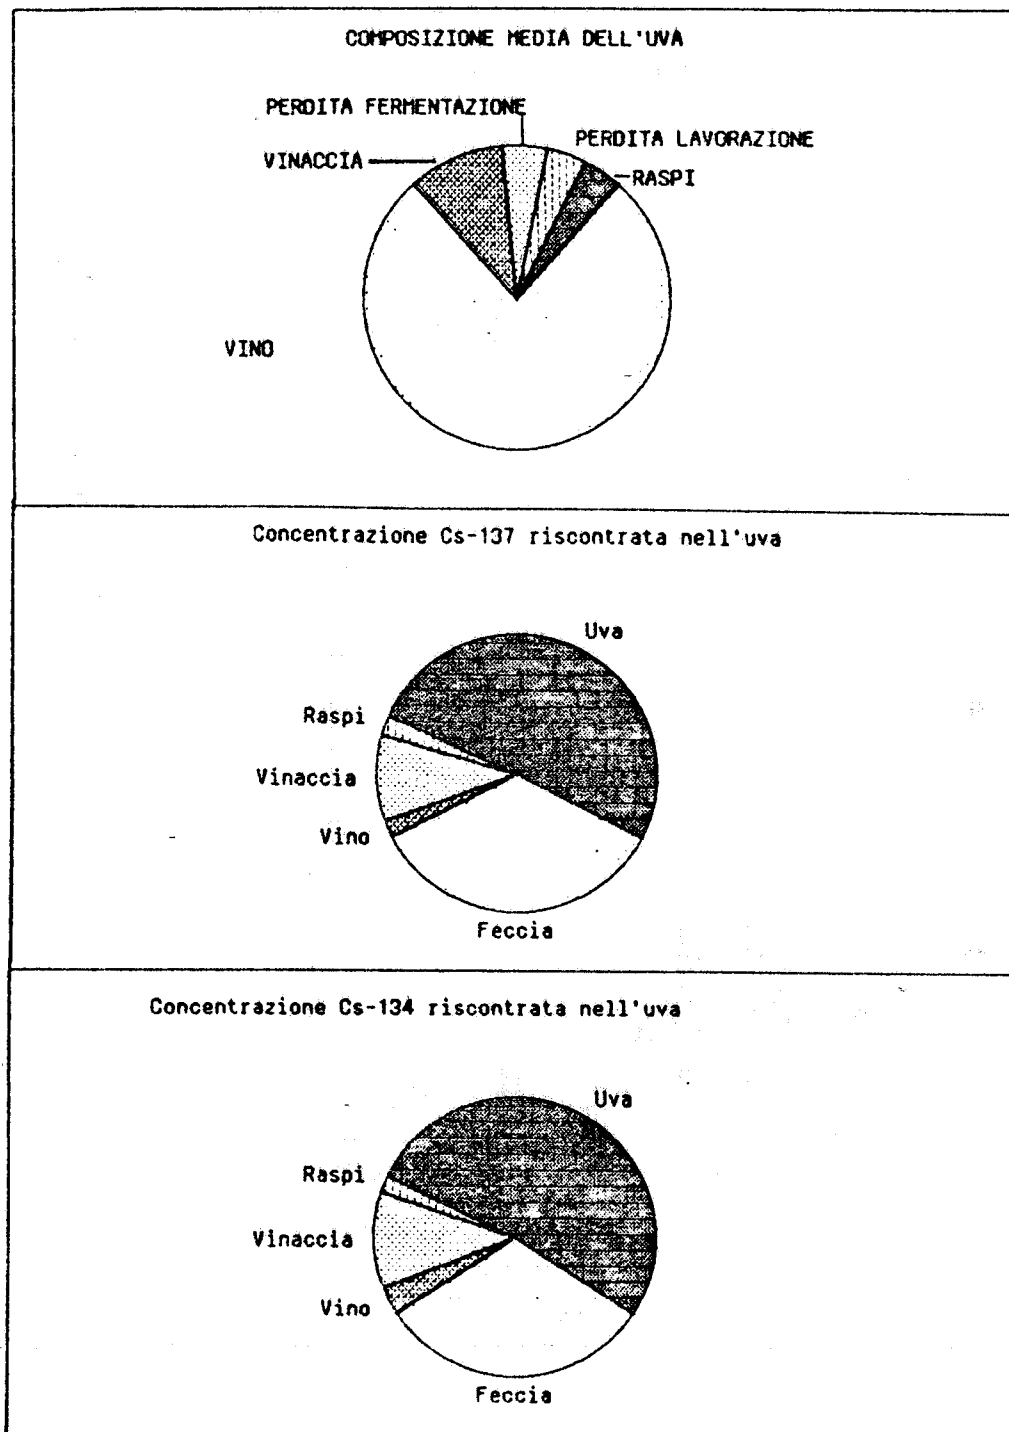 COMPOSIZIONE MEDIA DELL'UVA
PERDITA FERMENTAZIONE
PERDITA LAVORAZIONE
VINACCIA
RASPI
VINO
Concentrazione Cs-137 riscontrata nell'uva
Uva
Raspi
Vinaccia
Vino
Feccia
Concentrazione Cs-134 riscontrata nell'uva
Uva
Raspi
Vinaccia
Vino
Feccia